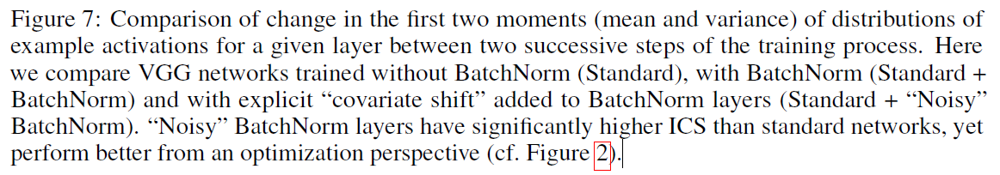 Figure 7: Comparison of change in the first two moments (mean and variance) of distributions of
example activations for a given layer between two successive steps of the training process. Here
we compare VGG networks trained without BatchNorm (Standard), with BatchNorm (Standard +
BatchNorm) and with explicit “covariate shift” added to BatchNorm layers (Standard + “Noisy”
BatchNorm). “Noisy” BatchNorm layers have significantly higher ICS than standard networks, yet
perform better from an optimization perspective (cf. Figure 2).